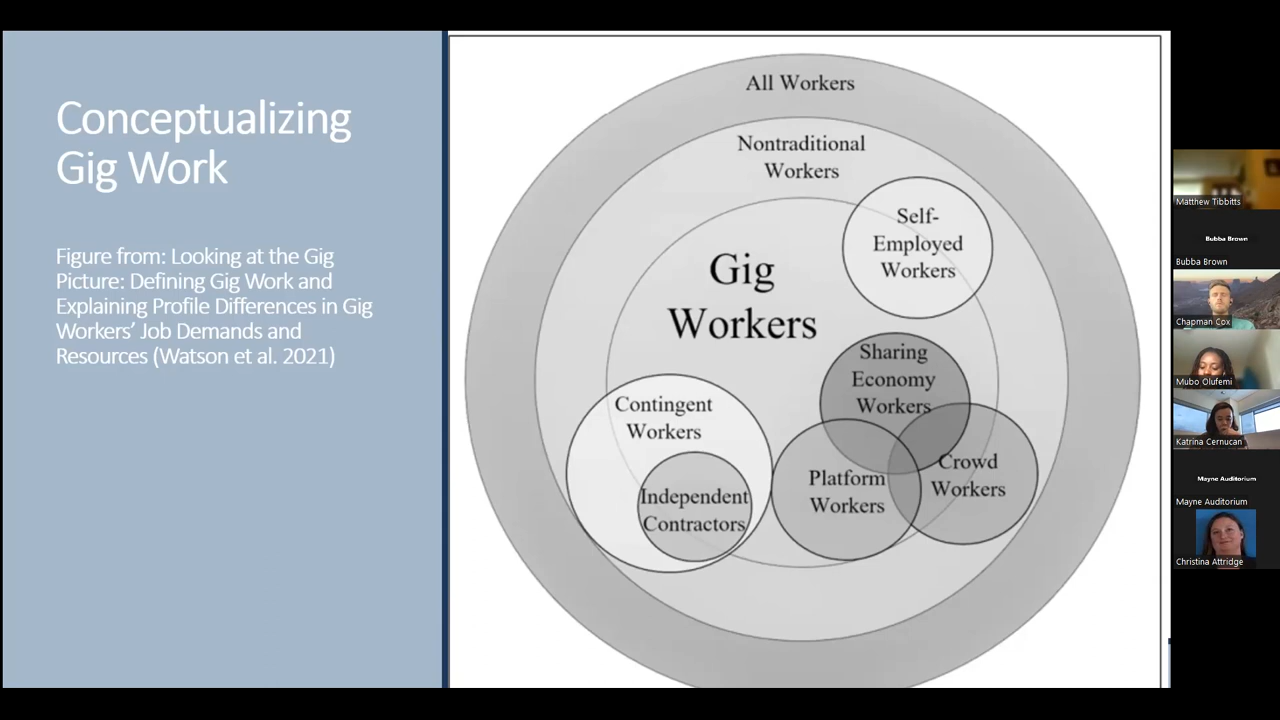 Conceptualizing
Gig Work
Figure from: Looking at the Gig
Picture: Defining Gig Work and
Explaining Profile Differences in Gig
Workers’ Job Demands and
Resources (Watson et al. 2021)
All Workers
Nontraditional
Workers
Self-
Employed
Workers
Gig
Workers
Sharing
Economy
Workers
Contingent
Workers
Independent
Contractors
Platform
Workers
Crowd
Workers
Matthew Tibbitts
Bubba Brown
Bubba Brown
Chapman Cox
Mubo Olufemi
Katrina Cernucan
Mayne Auditorium
Mayne Auditorium
Christina Attridge